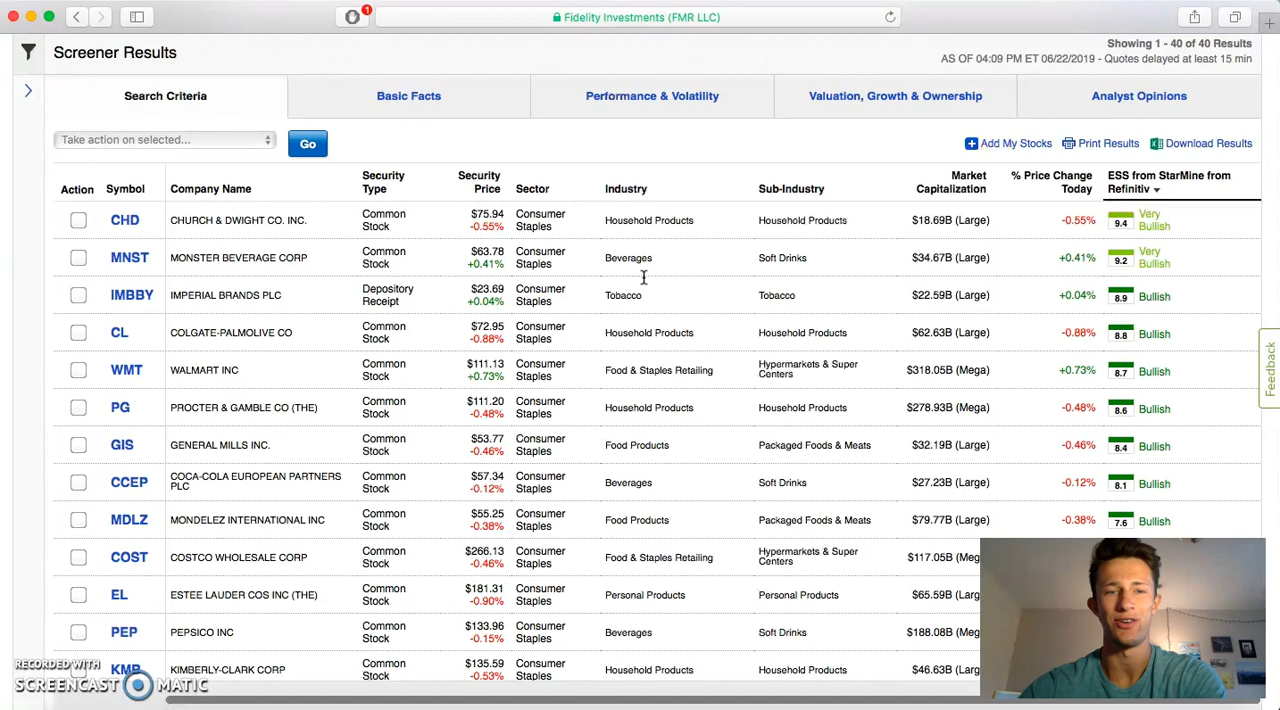 1
Fidelity Investments (FMR LLC)
Screener Results
Showing 1 - 40 of 40 Results
AS OF 04:09 PM ET 06/22/2019 - Quotes delayed at least 15 min
Search Criteria Basic Facts Performance & Volatility Valuation, Growth & Ownership Analyst Opinions
Take action on selected... Go Add My Stocks Print Results Download Results
Action Symbol Company Name Security Type Security Price Sector Industry Sub-Industry Market Capitalization % Price Change Today ESS from StarMine from Refinitiv
CHD CHURCH & DWIGHT CO. INC. Common Stock $75.94 -0.55% Consumer Staples Household Products Household Products $18.69B (Large) -0.55% 9.4 Very Bullish
MNST MONSTER BEVERAGE CORP Common Stock $63.78 +0.41% Consumer Staples Beverages Soft Drinks $34.67B (Large) +0.41% 9.2 Very Bullish
IMBBY IMPERIAL BRANDS PLC Depository Receipt $23.69 +0.04% Consumer Staples Tobacco Tobacco $22.59B (Large) +0.04% 8.9 Bullish
CL COLGATE-PALMOLIVE CO Common Stock $72.95 -0.88% Consumer Staples Household Products Household Products $62.63B (Large) -0.88% 8.8 Bullish
WMT WALMART INC Common Stock $111.13 +0.73% Consumer Staples Food & Staples Retailing Hypermarkets & Super Centers $318.05B (Mega) +0.73% 8.7 Bullish
PG PROCTER & GAMBLE CO (THE) Common Stock $111.20 -0.48% Consumer Staples Household Products Household Products $278.93B (Mega) -0.48% 8.6 Bullish
GIS GENERAL MILLS INC. Common Stock $53.77 -0.46% Consumer Staples Food Products Packaged Foods & Meats $32.19B (Large) -0.46% 8.4 Bullish
CCEP COCA-COLA EUROPEAN PARTNERS PLC Common Stock $57.34 -0.12% Consumer Staples Beverages Soft Drinks $27.23B (Large) -0.12% 8.1 Bullish
MDLZ MONDELEZ INTERNATIONAL INC Common Stock $55.25 -0.38% Consumer Staples Food Products Packaged Foods & Meats $79.77B (Large) -0.38% 7.6 Bullish
COST COSTCO WHOLESALE CORP Common Stock $266.13 -0.46% Consumer Staples Food & Staples Retailing Hypermarkets & Super Centers $117.05B (Meg
EL ESTEE LAUDER COS INC (THE) Common Stock $181.31 -0.90% Consumer Staples Personal Products Personal Products $65.59B (Larg
PEP PEPSICO INC Common Stock $133.96 -0.15% Consumer Staples Beverages Soft Drinks $188.08B (Meg
KMB KIMBERLY-CLARK CORP Common Stock $135.59 -0.53% Consumer Staples Household Products Household Products $46.63B (Larg
Feedback
RECORDED WITH
SCREENCAST MATIC